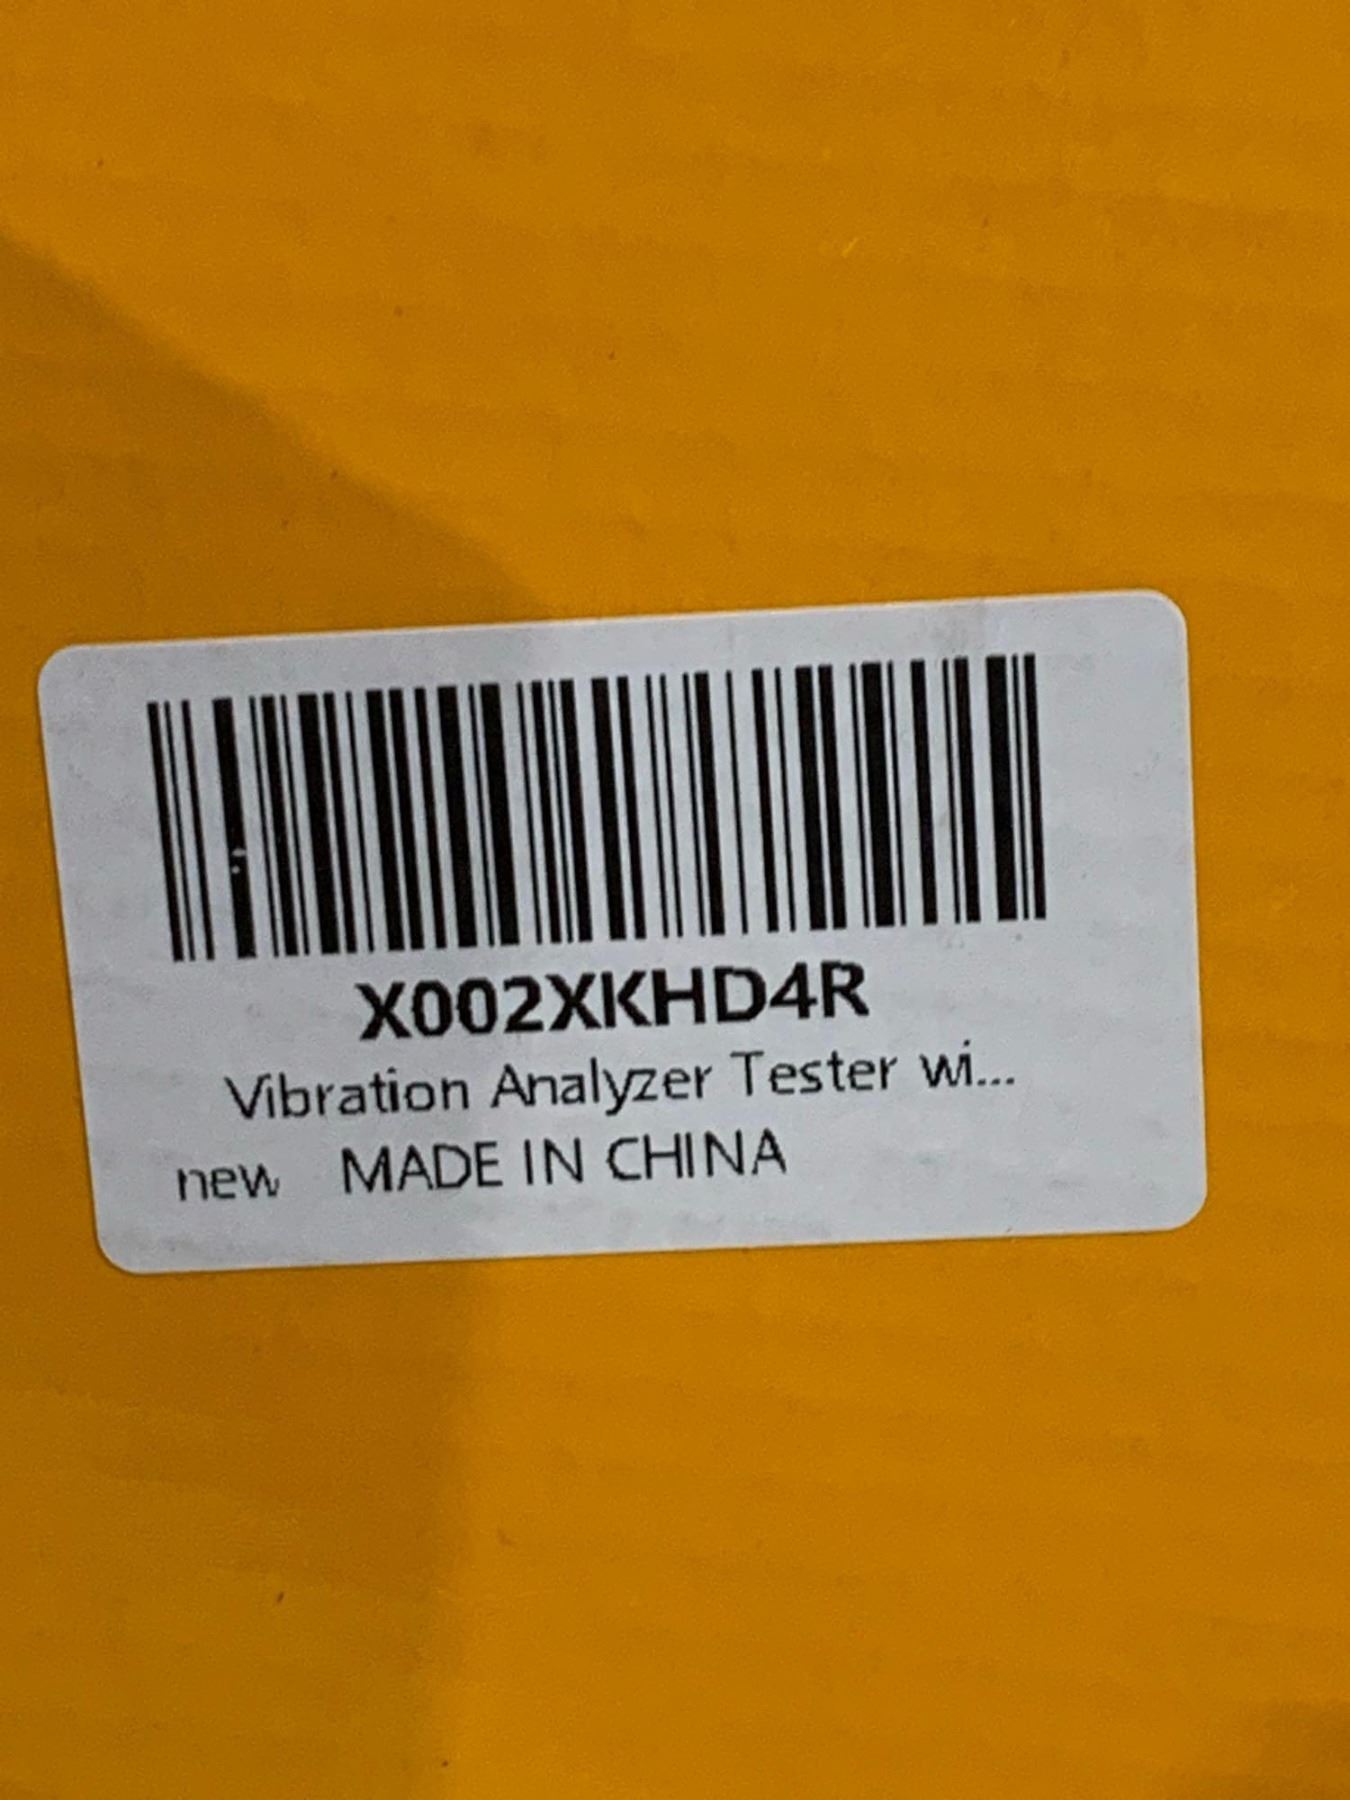 X002XKHD4R
Vibration Analyzer Tester wi...
new MADE IN CHINA